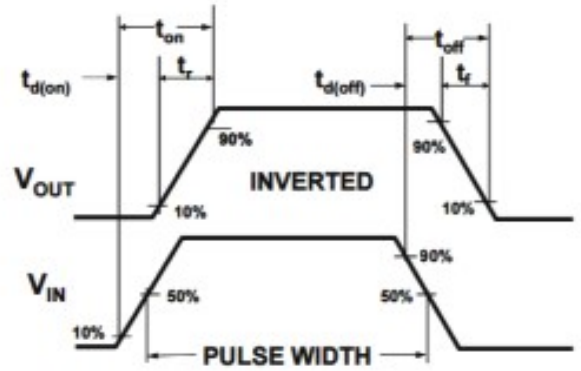 t_on t_off
t_d(on) t_r t_d(off) t_f
90% 90%
V_OUT INVERTED
10% 10%
90%
V_IN 50% 50%
10%
PULSE WIDTH